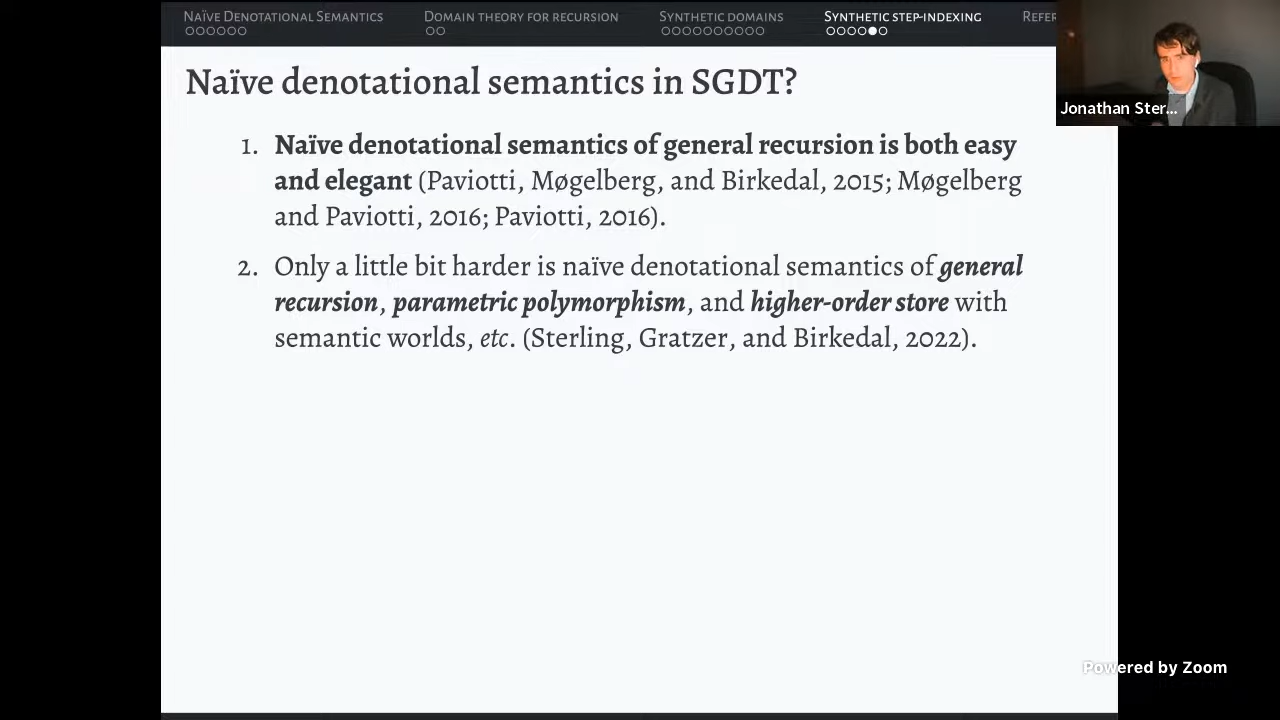 Naïve Denotational Semantics Domain theory for recursion Synthetic domains Synthetic step-indexing Refer
Jonathan Ster...
Naïve denotational semantics in SGDT?
1. Naïve denotational semantics of general recursion is both easy
and elegant (Paviotti, Møgelberg, and Birkedal, 2015; Møgelberg
and Paviotti, 2016; Paviotti, 2016).
2. Only a little bit harder is naïve denotational semantics of general
recursion, parametric polymorphism, and higher-order store with
semantic worlds, etc. (Sterling, Gratzer, and Birkedal, 2022).
Powered by Zoom